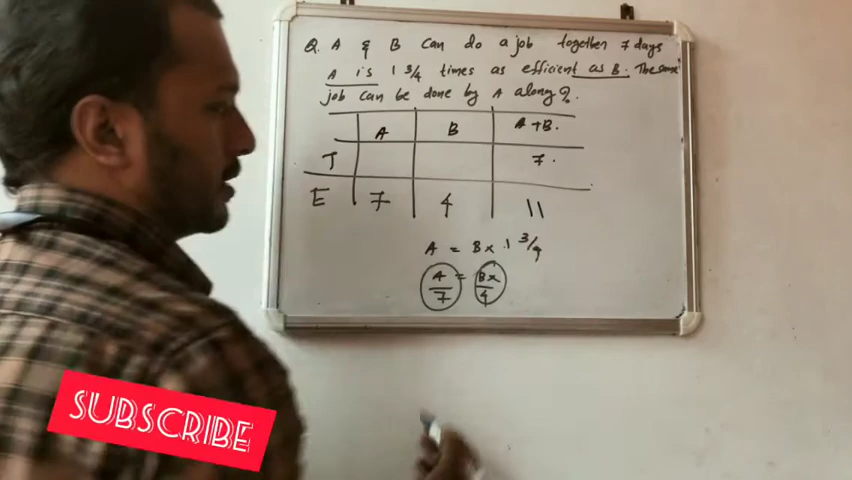 Q. A & B can do a job together 7 days
A is 1 3/4 times as efficient as B. The same
job can be done by A along?
A B A+B.
T 7.
E 7 4 11
A = B x 1 3/4
A/7 = Bx/4
SUBSCRIBE